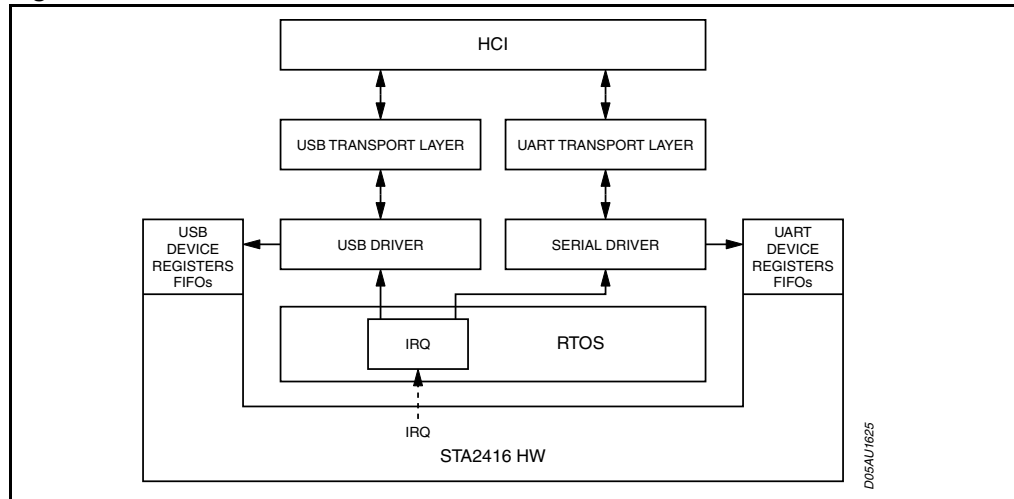 HCI
USB TRANSPORT LAYER
UART TRANSPORT LAYER
USB
DEVICE
REGISTERS
FIFOs
USB DRIVER
SERIAL DRIVER
UART
DEVICE
REGISTERS
FIFOs
IRQ
RTOS
IRQ
STA2416 HW
D05AU1625